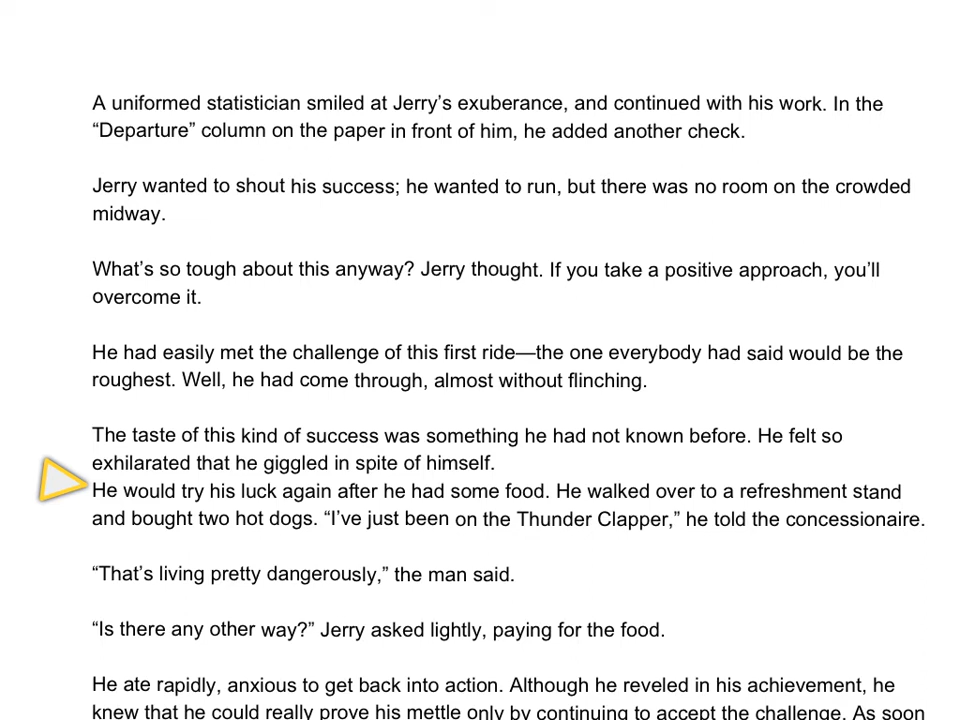 A uniformed statistician smiled at Jerry’s exuberance, and continued with his work. In the
“Departure” column on the paper in front of him, he added another check.
Jerry wanted to shout his success; he wanted to run, but there was no room on the crowded
midway.
What’s so tough about this anyway? Jerry thought. If you take a positive approach, you’ll
overcome it.
He had easily met the challenge of this first ride—the one everybody had said would be the
roughest. Well, he had come through, almost without flinching.
The taste of this kind of success was something he had not known before. He felt so
exhilarated that he giggled in spite of himself.
He would try his luck again after he had some food. He walked over to a refreshment stand
and bought two hot dogs. “I’ve just been on the Thunder Clapper,” he told the concessionaire.
“That’s living pretty dangerously,” the man said.
“Is there any other way?” Jerry asked lightly, paying for the food.
He ate rapidly, anxious to get back into action. Although he reveled in his achievement, he
knew that he could really prove his mettle only by continuing to accept the challenge. As soon